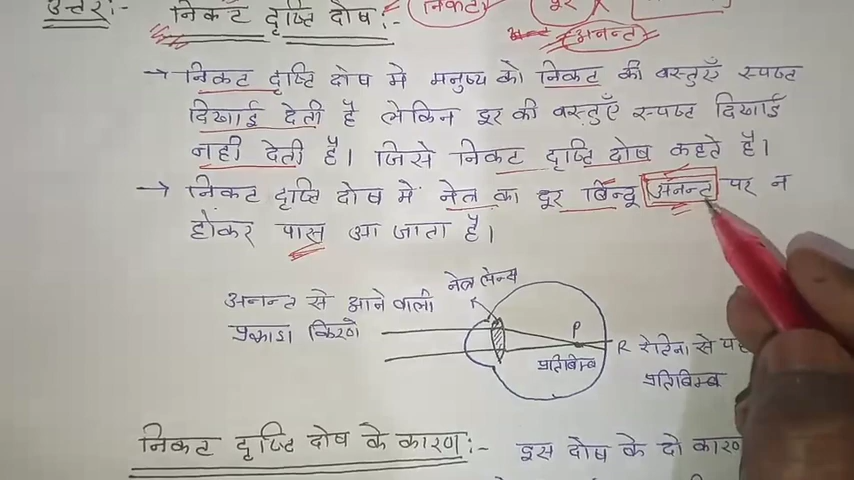 उत्तर:- निकट दृष्टि दोष :- निकट दूर
अनन्त
→ निकट दृष्टि दोष मे मनुष्य को निकट की वस्तुएँ स्पष्ट
दिखाई देती है लेकिन दूर की वस्तुएँ स्पष्ट दिखाई
नही देती है। जिसे निकट दृष्टि दोष कहते है।
→ निकट दृष्टि दोष में नेत्र का दूर बिन्दू अनन्त पर न
होकर पास आ जाता है।
नेत्र लेन्स
अनन्त से आने वाली
प्रकाश किरणे
P
प्रतिबिम्ब
R रेटिना से
प्रतिबिम्ब
निकट दृष्टि दोष के कारण :- इस दोष के दो कारण